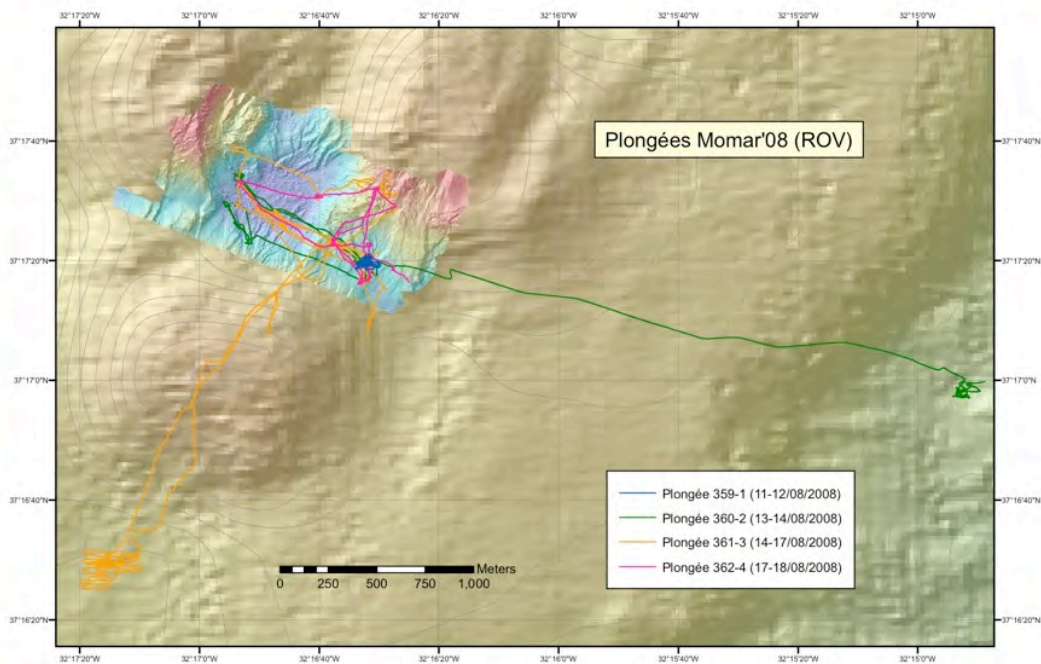 32°17'20"W 32°17'0"W 32°16'40"W 32°16'20"W 32°16'0"W 32°15'40"W 32°15'20"W 32°15'0"W
37°17'40"N 37°17'40"N
Plongées Momar'08 (ROV)
37°17'20"N 37°17'20"N
37°17'0"N 37°17'0"N
37°16'40"N 37°16'40"N
Plongée 359-1 (11-12/08/2008)
Plongée 360-2 (13-14/08/2008)
Plongée 361-3 (14-17/08/2008)
Plongée 362-4 (17-18/08/2008)
Meters
0 250 500 750 1,000
37°16'20"N 37°16'20"N
32°17'20"W 32°17'0"W 32°16'40"W 32°16'20"W 32°16'0"W 32°15'40"W 32°15'20"W 32°15'0"W